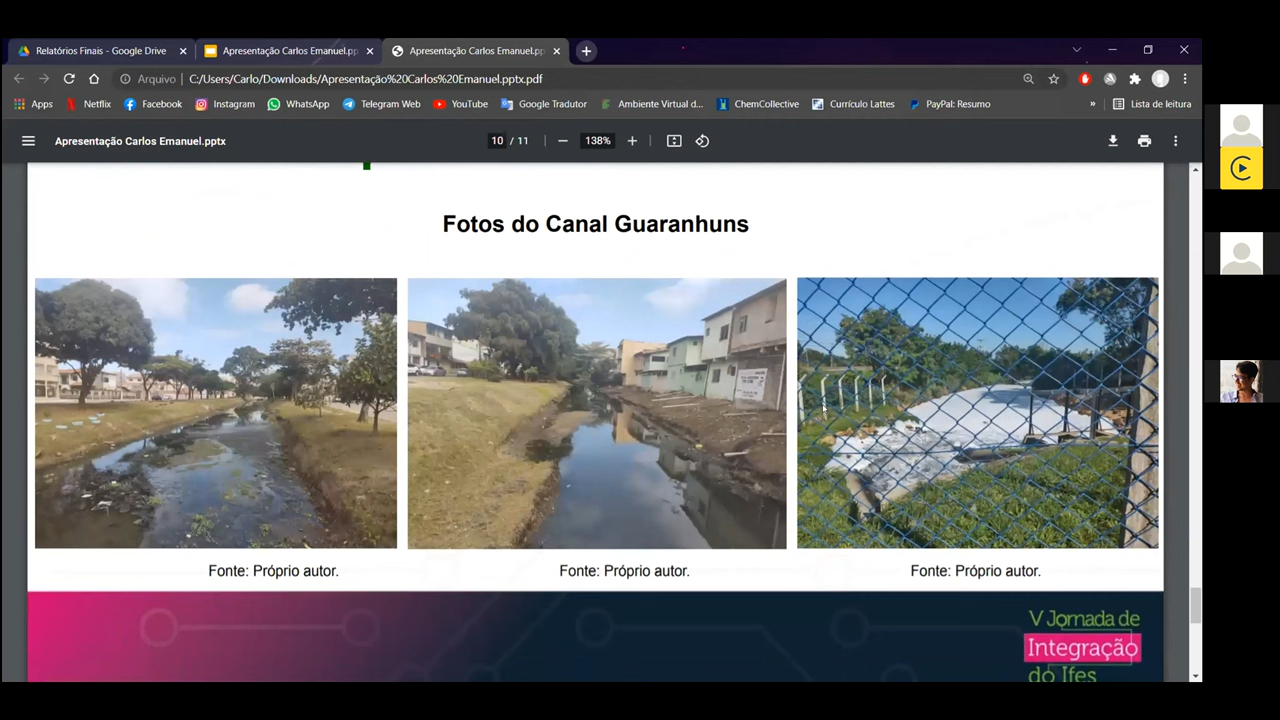 Relatórios Finais - Google Drive
Apresentação Carlos Emanuel.pp
Apresentação Carlos Emanuel.pp
Arquivo
C:/Users/Carlo/Downloads/Apresentação%20Carlos%20Emanuel.pptx.pdf
Apps
Netflix
Facebook
Instagram
WhatsApp
Telegram Web
YouTube
Google Tradutor
Ambiente Virtual d...
ChemCollective
Currículo Lattes
PayPal: Resumo
»
Lista de leitura
Apresentação Carlos Emanuel.pptx
10 / 11
138%
Fotos do Canal Guaranhuns
Fonte: Próprio autor.
Fonte: Próprio autor.
Fonte: Próprio autor.
V Jornada de
Integração
do Ifes